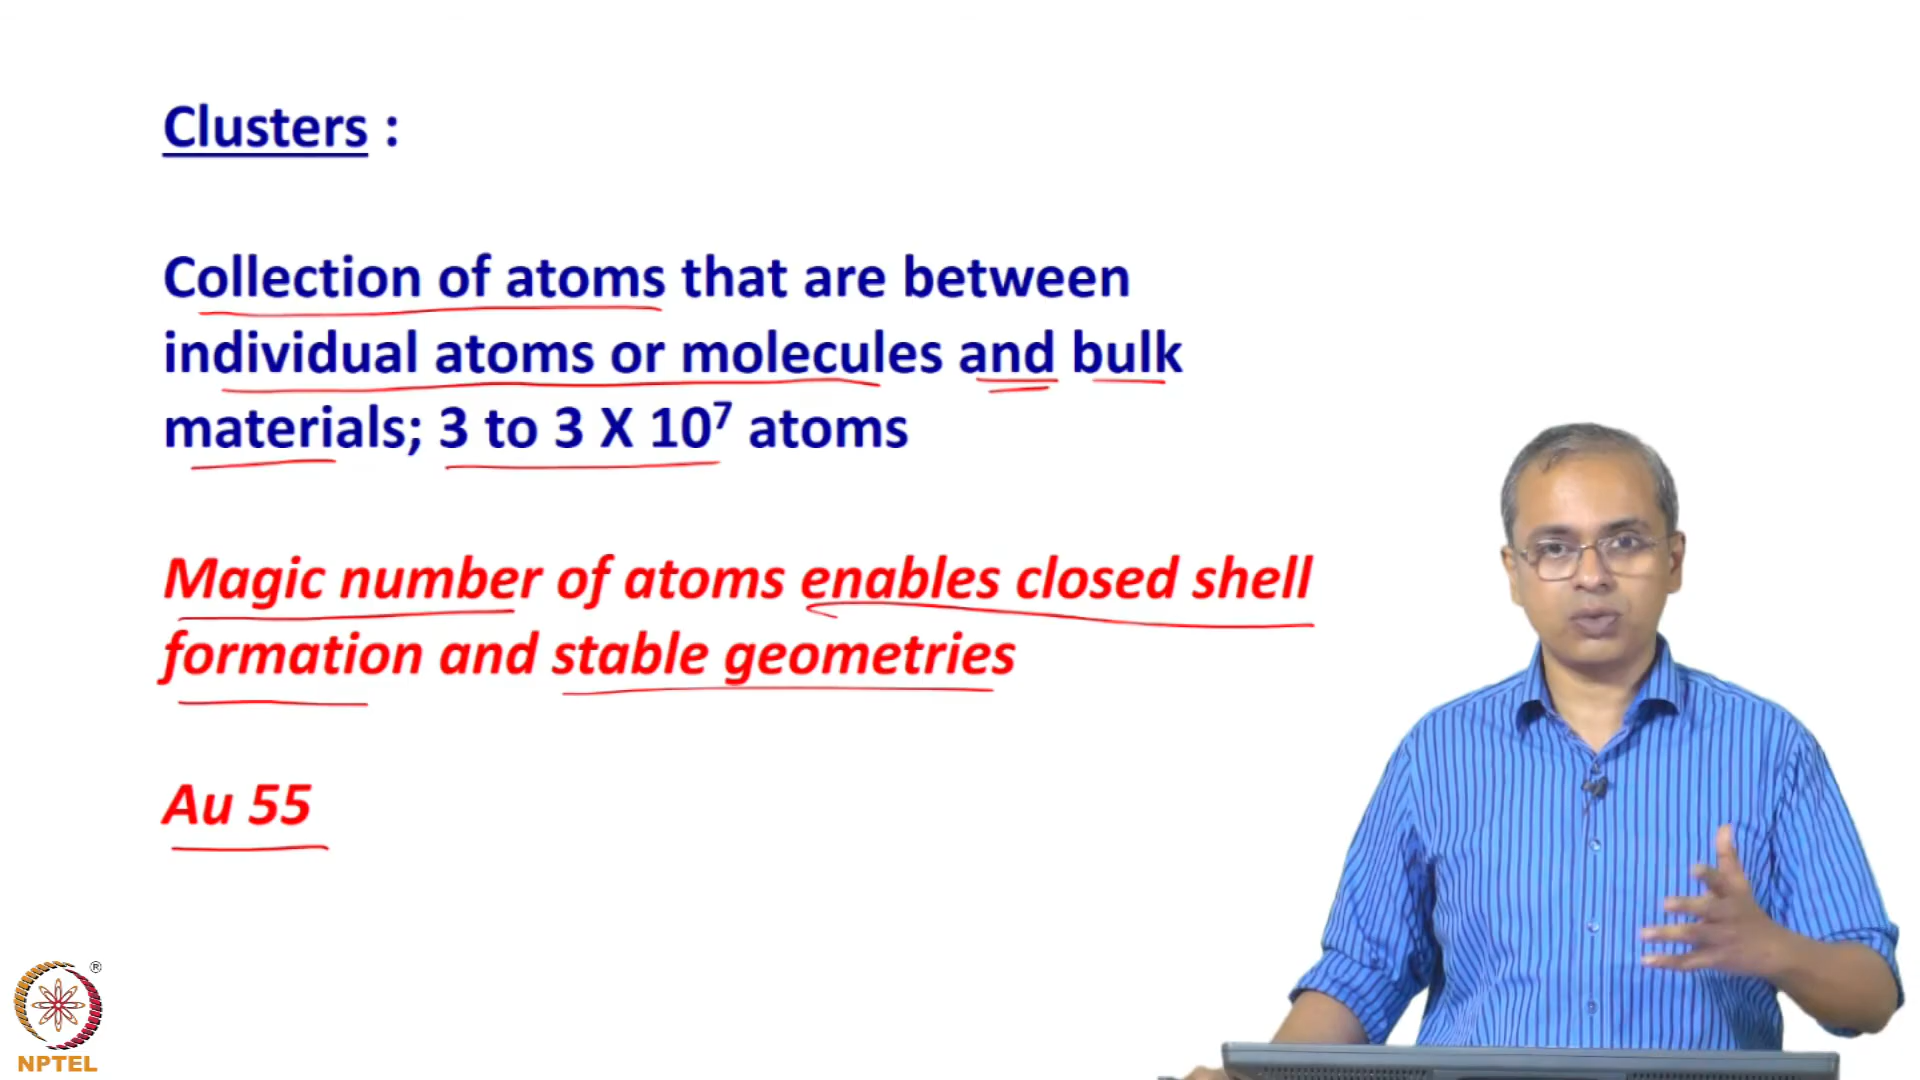 Clusters :
Collection of atoms that are between
individual atoms or molecules and bulk
materials; 3 to 3 X 10⁷ atoms
Magic number of atoms enables closed shell
formation and stable geometries
Au 55
®
NPTEL